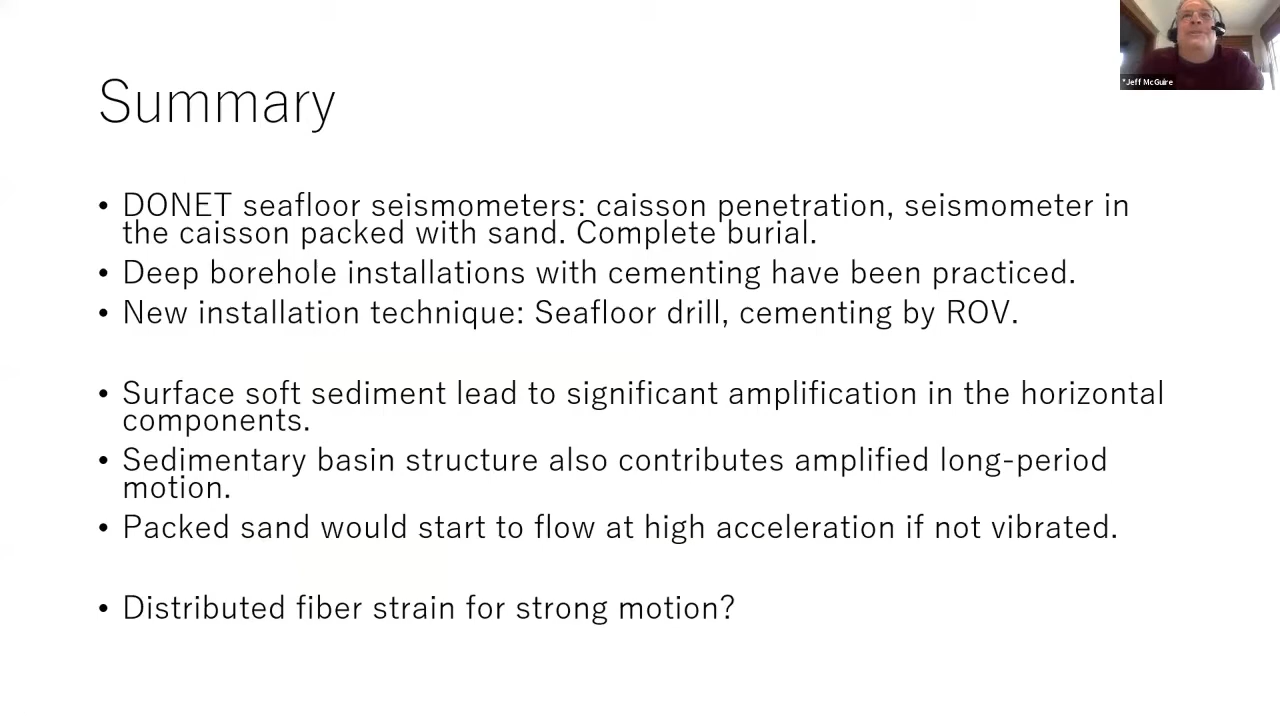 *Jeff McGuire
Summary
• DONET seafloor seismometers: caisson penetration, seismometer in
the caisson packed with sand. Complete burial.
• Deep borehole installations with cementing have been practiced.
• New installation technique: Seafloor drill, cementing by ROV.
• Surface soft sediment lead to significant amplification in the horizontal
components.
• Sedimentary basin structure also contributes amplified long-period
motion.
• Packed sand would start to flow at high acceleration if not vibrated.
• Distributed fiber strain for strong motion?